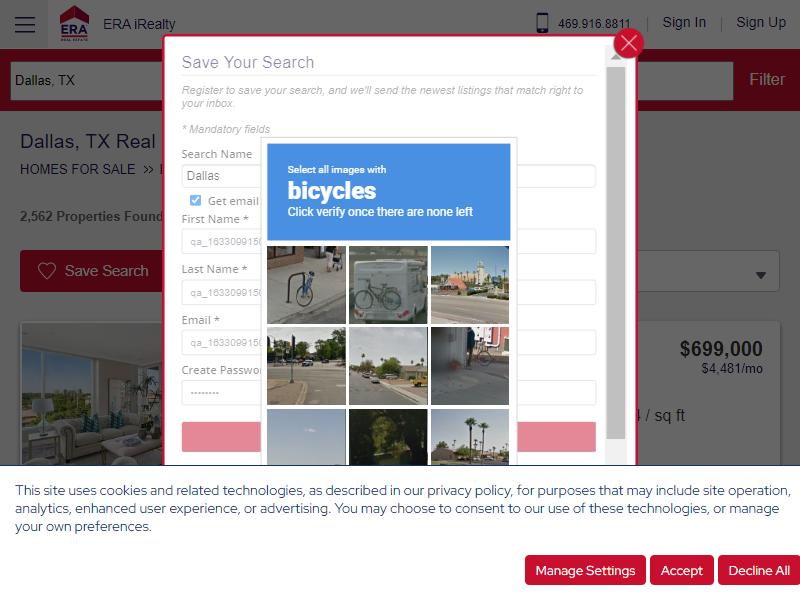 ERA
REAL ESTATE
ERA iRealty
469.916.8811
Sign In
Sign Up
Dallas, TX
Filter
Save Your Search
Register to save your search, and we'll send the newest listings that match right to
your inbox.
* Mandatory fields
Search Name
Dallas
Get email
First Name *
qa_1633099150
Last Name *
qa_1633099150
Email *
qa_1633099150
Create Passwo
Select all images with
bicycles
Click verify once there are none left
Dallas, TX Real
HOMES FOR SALE >>
2,562 Properties Found
Save Search
$699,000
$4,481/mo
/ sq ft
This site uses cookies and related technologies, as described in our privacy policy, for purposes that may include site operation,
analytics, enhanced user experience, or advertising. You may choose to consent to our use of these technologies, or manage
your own preferences.
Manage Settings
Accept
Decline All